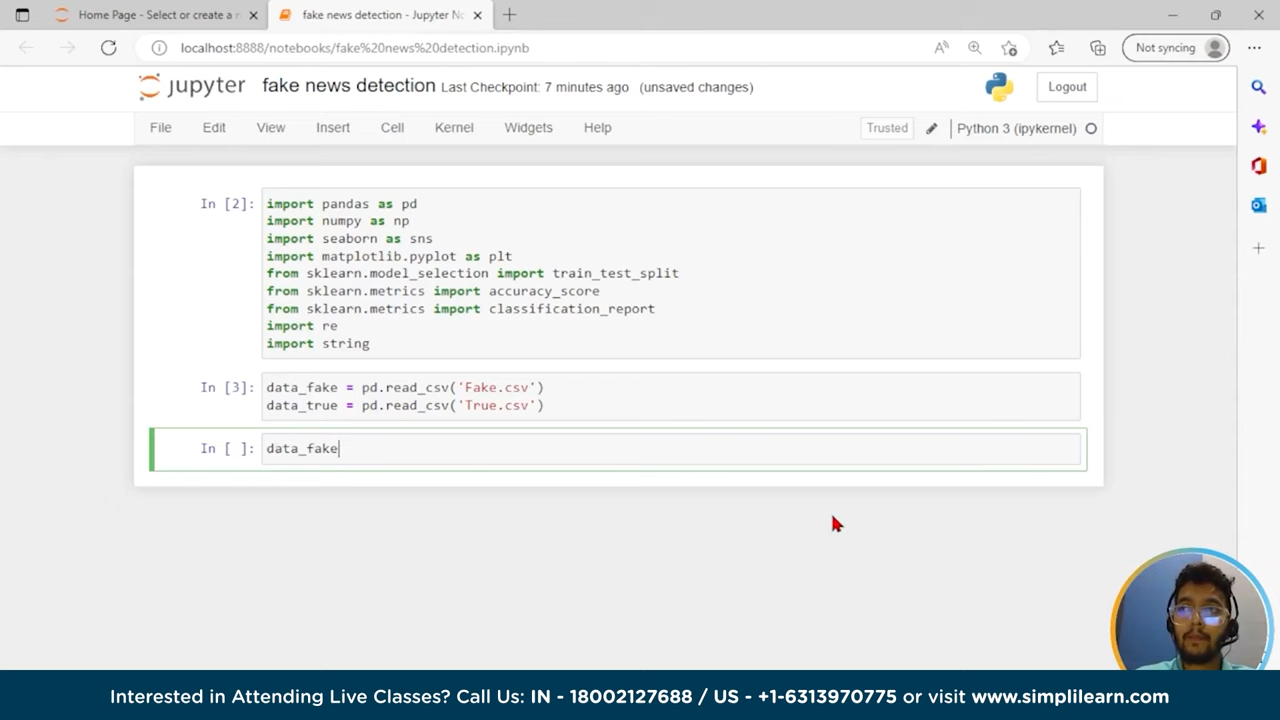 Home Page - Select or create a n
fake news detection - Jupyter No
localhost:8888/notebooks/fake%20news%20detection.ipynb
Not syncing
jupyter fake news detection Last Checkpoint: 7 minutes ago (unsaved changes)
Logout
File Edit View Insert Cell Kernel Widgets Help
Trusted
Python 3 (ipykernel)
In [2]: import pandas as pd
import numpy as np
import seaborn as sns
import matplotlib.pyplot as plt
from sklearn.model_selection import train_test_split
from sklearn.metrics import accuracy_score
from sklearn.metrics import classification_report
import re
import string
In [3]: data_fake = pd.read_csv('Fake.csv')
data_true = pd.read_csv('True.csv')
In [ ]: data_fake
Interested in Attending Live Classes? Call Us: IN - 18002127688 / US - +1-6313970775 or visit www.simplilearn.com